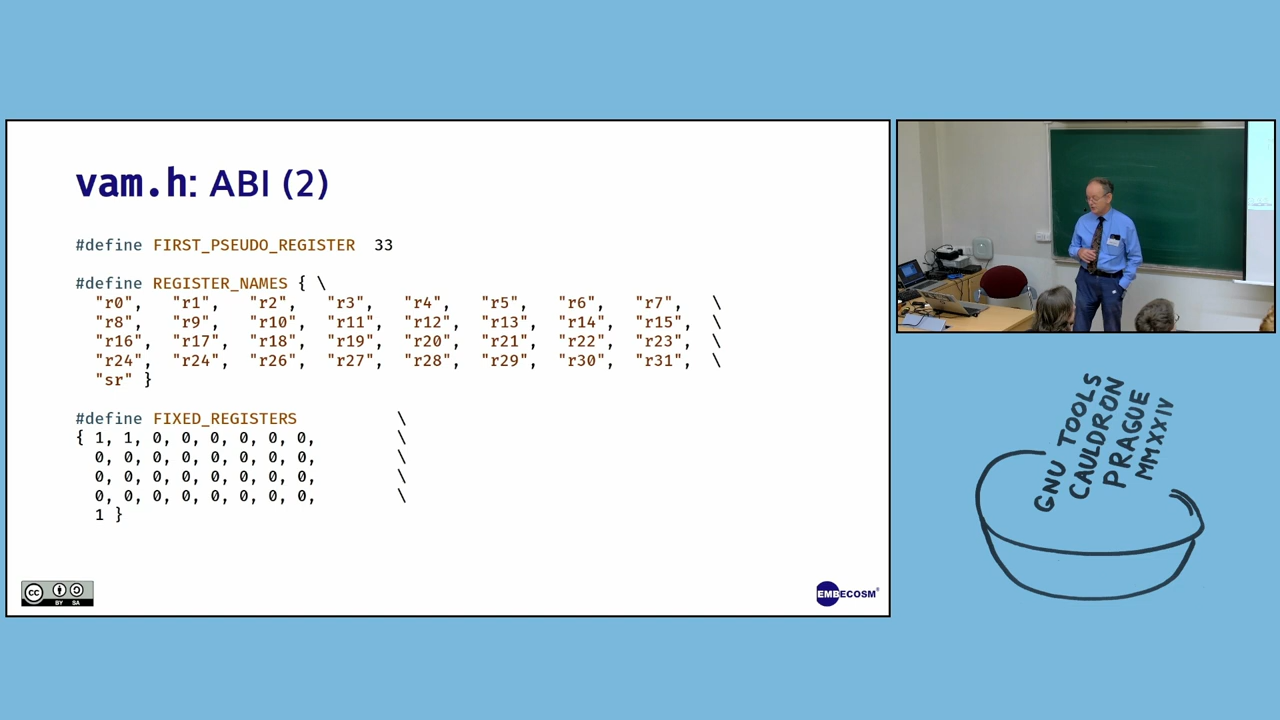 vam.h: ABI (2)
#define FIRST_PSEUDO_REGISTER  33
#define REGISTER_NAMES { \
"r0",   "r1",   "r2",   "r3",   "r4",   "r5",   "r6",   "r7",   \
"r8",   "r9",   "r10",  "r11",  "r12",  "r13",  "r14",  "r15",  \
"r16",  "r17",  "r18",  "r19",  "r20",  "r21",  "r22",  "r23",  \
"r24",  "r24",  "r26",  "r27",  "r28",  "r29",  "r30",  "r31",  \
"sr" }
#define FIXED_REGISTERS \
{ 1, 1, 0, 0, 0, 0, 0, 0, \
0, 0, 0, 0, 0, 0, 0, 0, \
0, 0, 0, 0, 0, 0, 0, 0, \
0, 0, 0, 0, 0, 0, 0, 0, \
1 }
cc
BY SA
EMBECOSM®
GNU TOOLS
CAULDRON
PRAGUE
MMXXIV